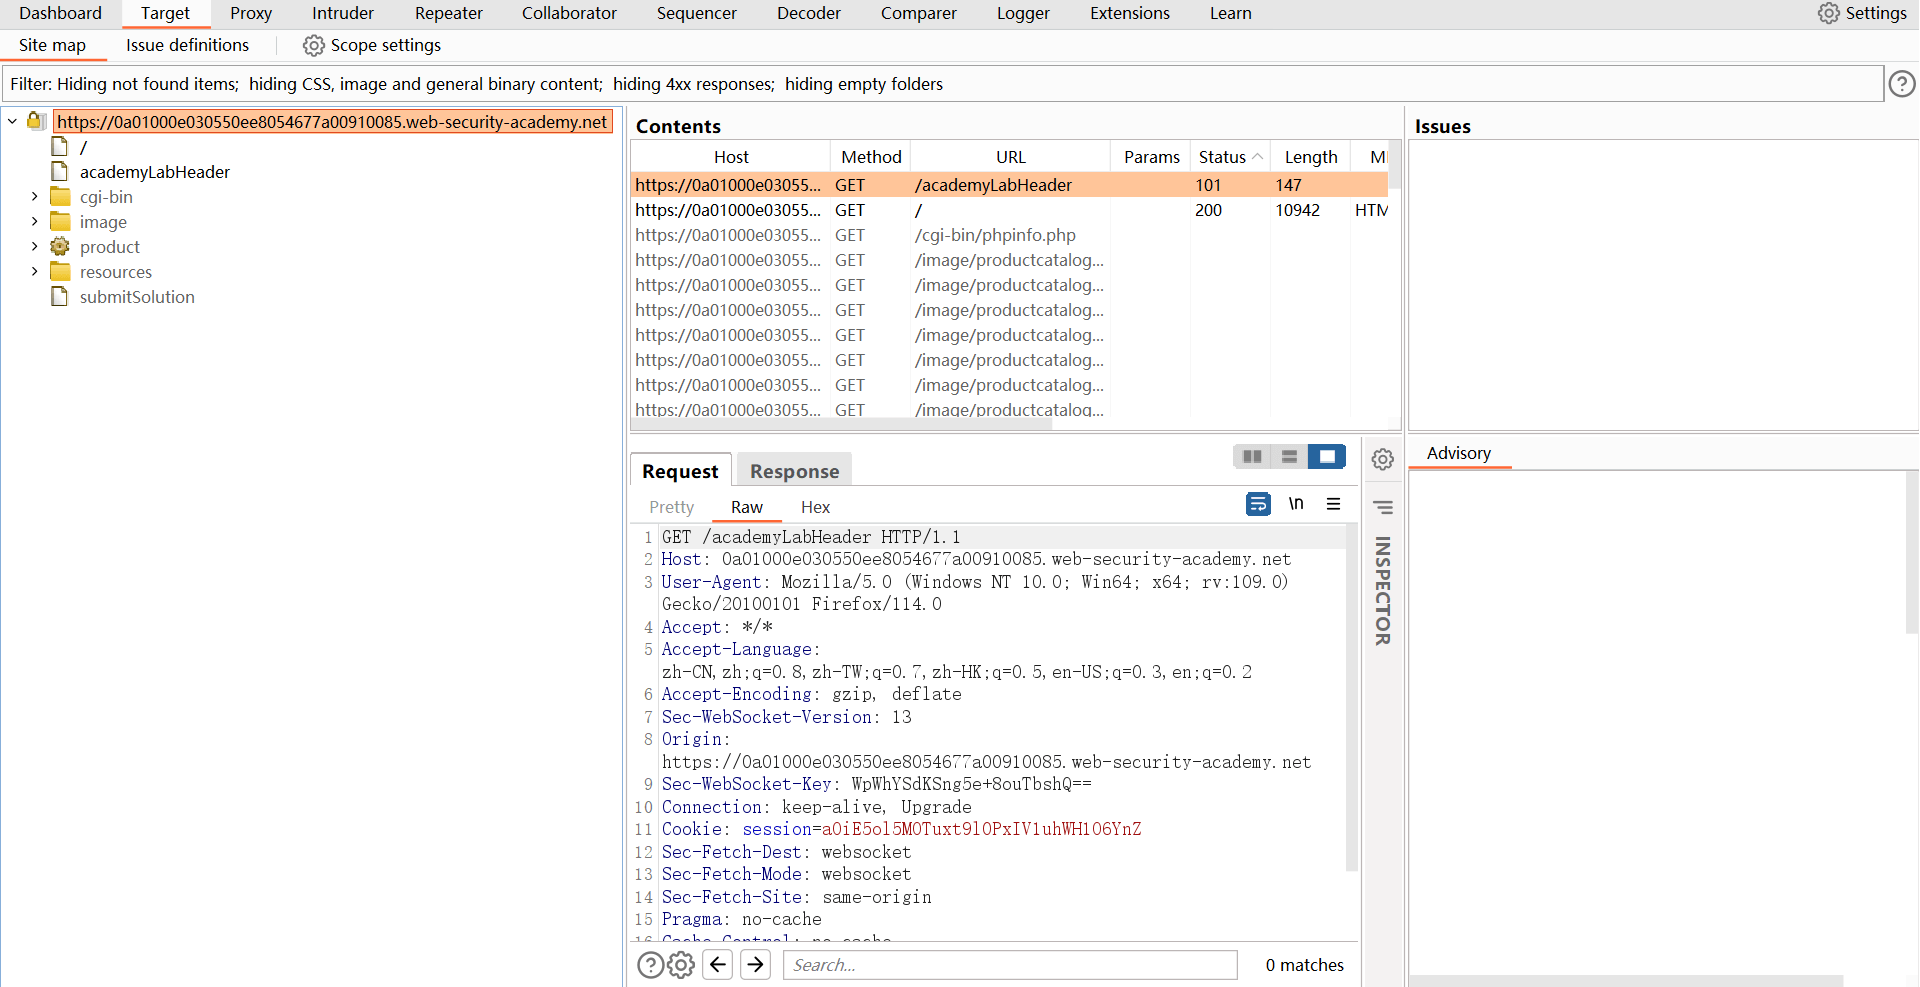 Dashboard Target Proxy Intruder Repeater Collaborator Sequencer Decoder Comparer Logger Extensions Learn Settings
Site map Issue definitions Scope settings
Filter: Hiding not found items; hiding CSS, image and general binary content; hiding 4xx responses; hiding empty folders
https://0a01000e030550ee8054677a00910085.web-security-academy.net
/
academyLabHeader
cgi-bin
image
product
resources
submitSolution
Contents
Host Method URL Params Status Length MI
https://0a01000e03055... GET /academyLabHeader 101 147
https://0a01000e03055... GET / 200 10942 HTM
https://0a01000e03055... GET /cgi-bin/phpinfo.php
https://0a01000e03055... GET /image/productcatalog...
https://0a01000e03055... GET /image/productcatalog...
https://0a01000e03055... GET /image/productcatalog...
https://0a01000e03055... GET /image/productcatalog...
https://0a01000e03055... GET /image/productcatalog...
https://0a01000e03055... GET /image/productcatalog...
https://0a01000e03055... GET /image/productcatalog...
Request Response
Pretty Raw Hex \n
1 GET /academyLabHeader HTTP/1.1
2 Host: 0a01000e030550ee8054677a00910085.web-security-academy.net
3 User-Agent: Mozilla/5.0 (Windows NT 10.0; Win64; x64; rv:109.0)
Gecko/20100101 Firefox/114.0
4 Accept: */*
5 Accept-Language:
zh-CN,zh;q=0.8,zh-TW;q=0.7,zh-HK;q=0.5,en-US;q=0.3,en;q=0.2
6 Accept-Encoding: gzip, deflate
7 Sec-WebSocket-Version: 13
8 Origin:
https://0a01000e030550ee8054677a00910085.web-security-academy.net
9 Sec-WebSocket-Key: WpWhYSdKSng5e+8ouTbshQ==
10 Connection: keep-alive, Upgrade
11 Cookie: session=aOiE5ol5MOTuxt9lOPxIV1uhWH1O6YnZ
12 Sec-Fetch-Dest: websocket
13 Sec-Fetch-Mode: websocket
14 Sec-Fetch-Site: same-origin
15 Pragma: no-cache
16 Cache-Control: no-cache
Search... 0 matches
INSPECTOR
Issues
Advisory